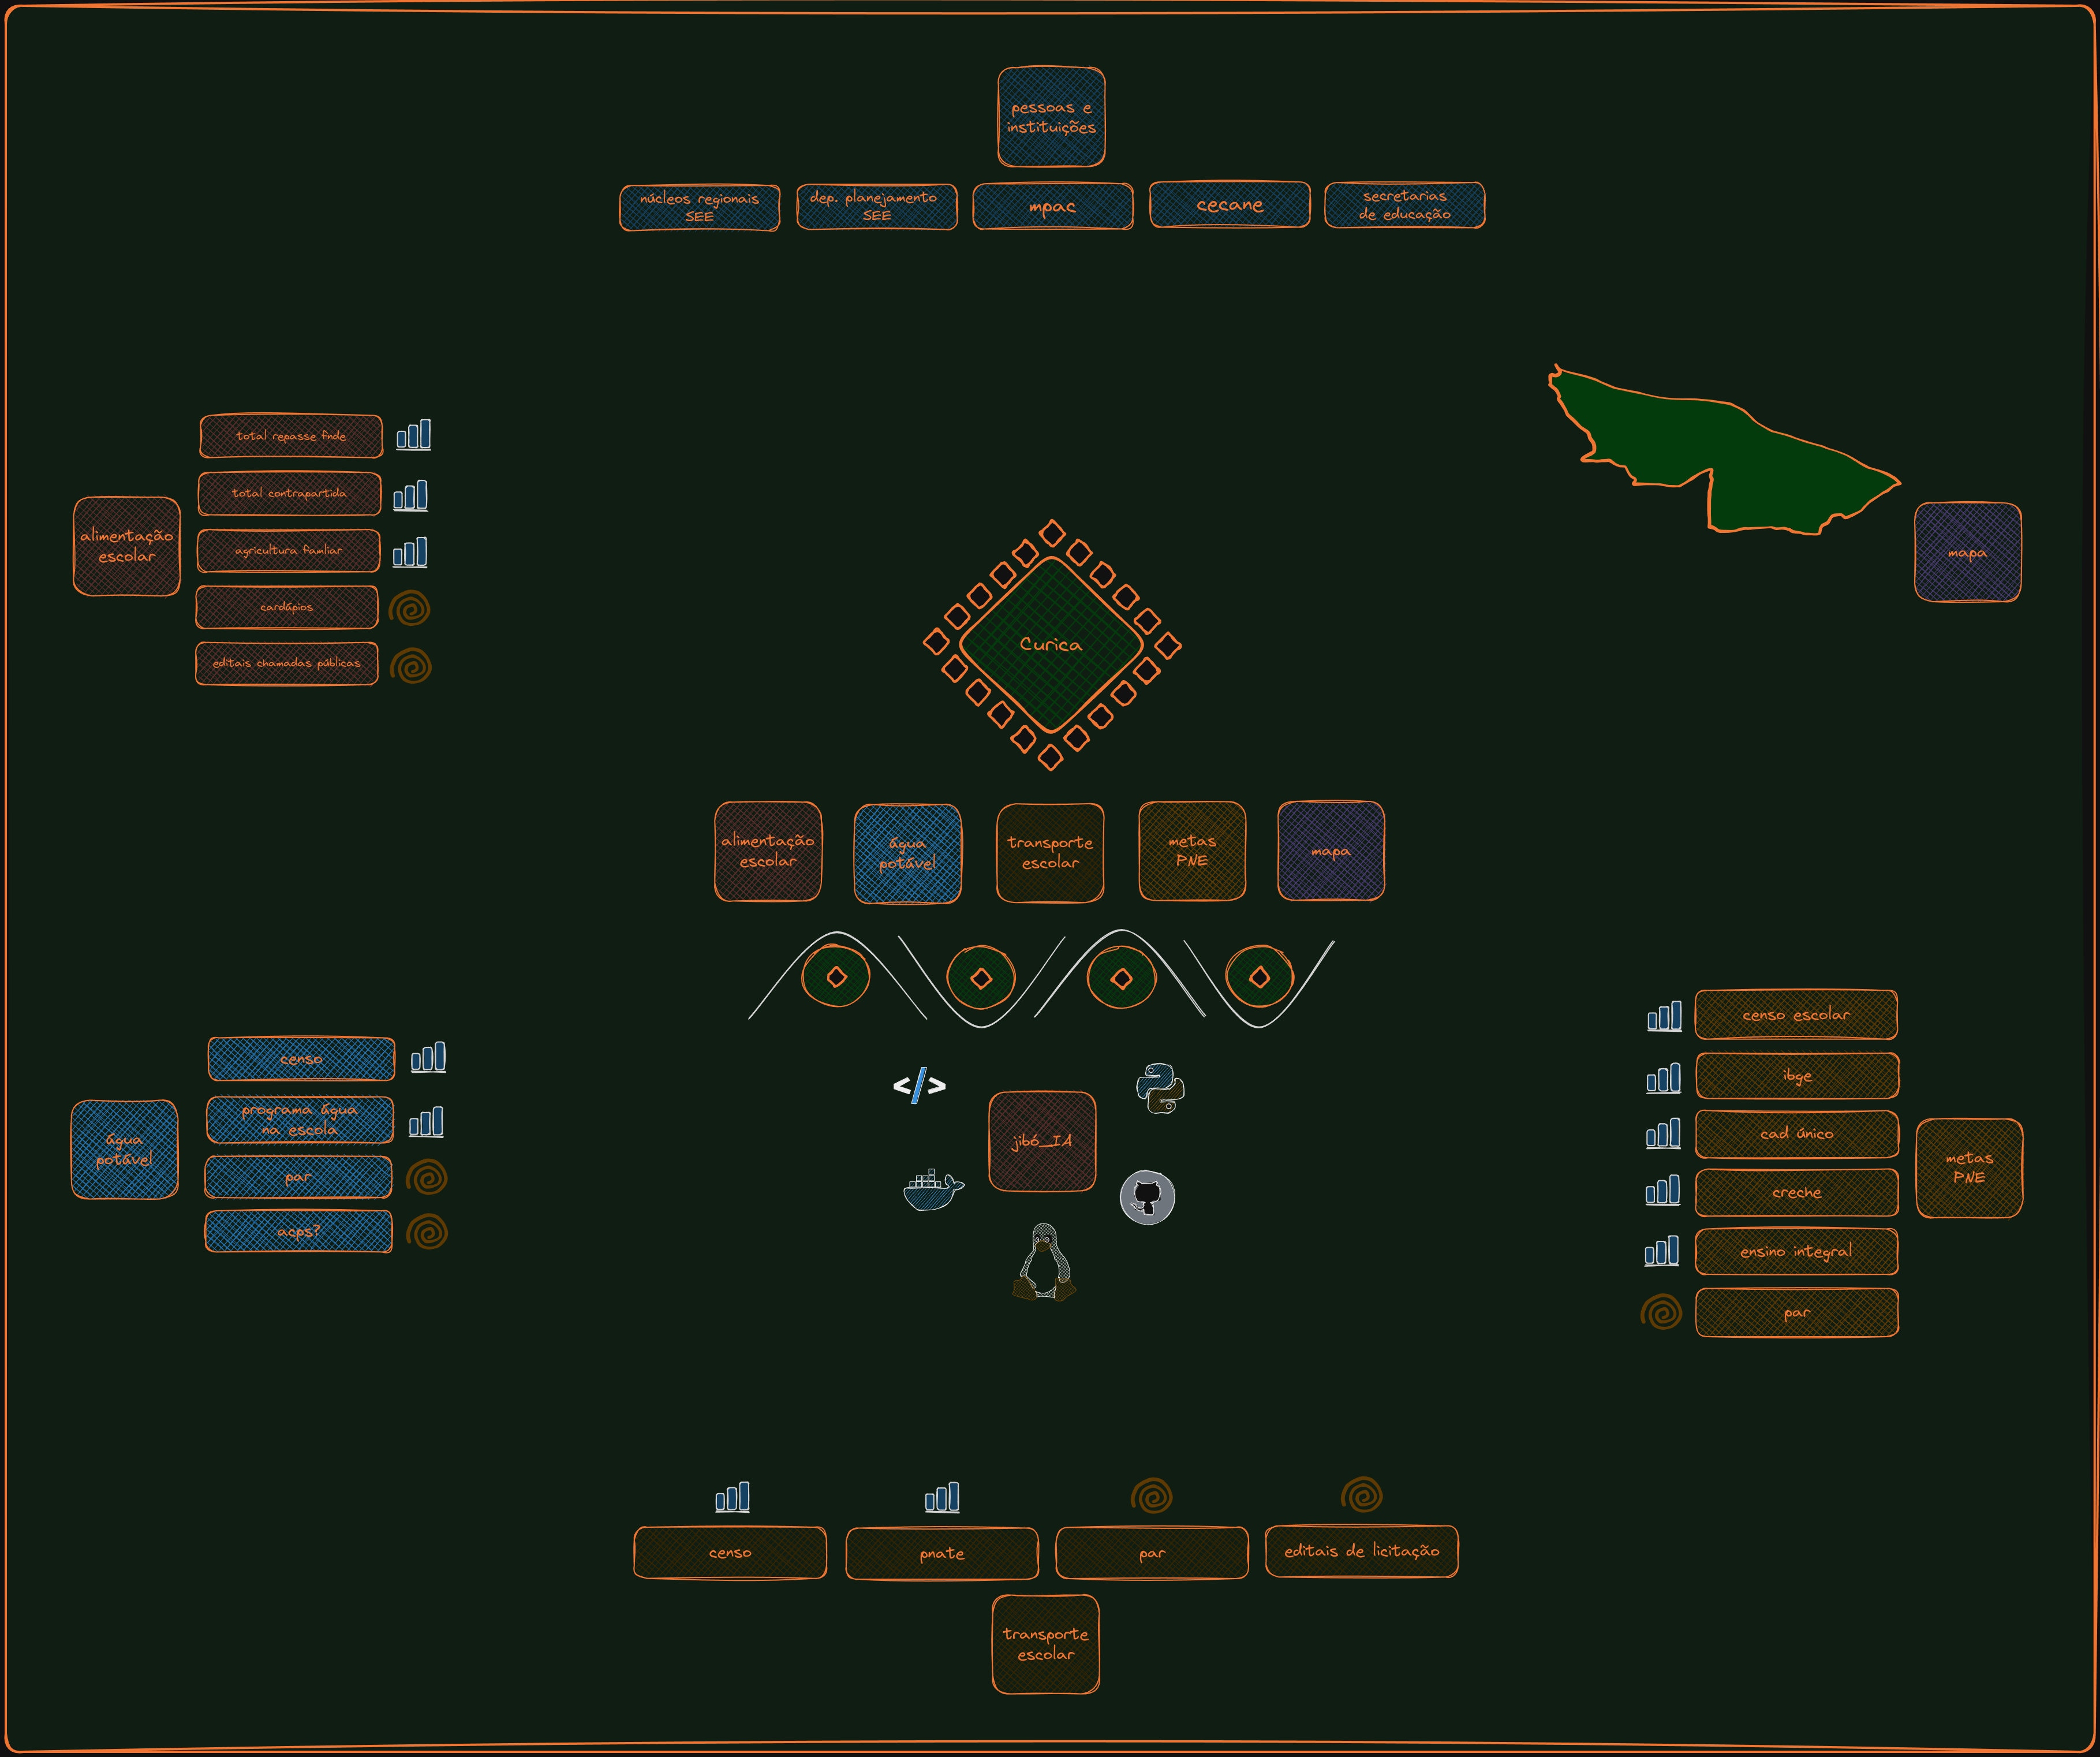 pessoas e
instituições
núcleos regionais
SEE
dep. planejamento
SEE
mpac
cecane
secretarias
de educação
total repasse fnde
total contrapartida
agricultura famliar
cardápios
editais chamadas públicas
alimentação
escolar
mapa
Curica
alimentação
escolar
água
potável
transporte
escolar
metas
PNE
mapa
censo
programa água
na escola
par
acps?
água
potável
</>
jibó_IA
censo escolar
ibge
cad único
creche
ensino integral
par
metas
PNE
censo
pnate
par
editais de licitação
transporte
escolar